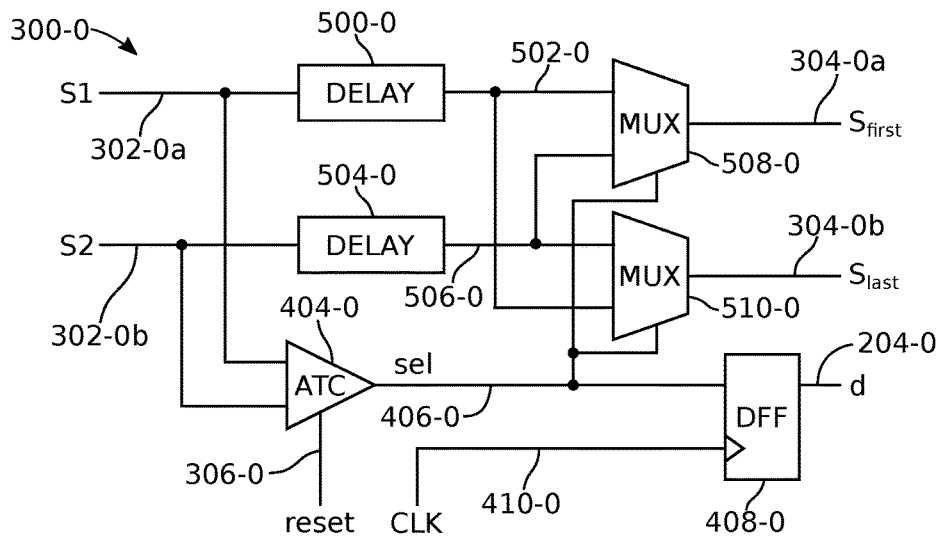 300-0
500-0
502-0
304-0a
S1
DELAY
MUX
S_first
302-0a
508-0
504-0
304-0b
S2
DELAY
MUX
S_last
506-0
510-0
302-0b
404-0
204-0
sel
ATC
d
406-0
DFF
306-0
410-0
reset
CLK
408-0